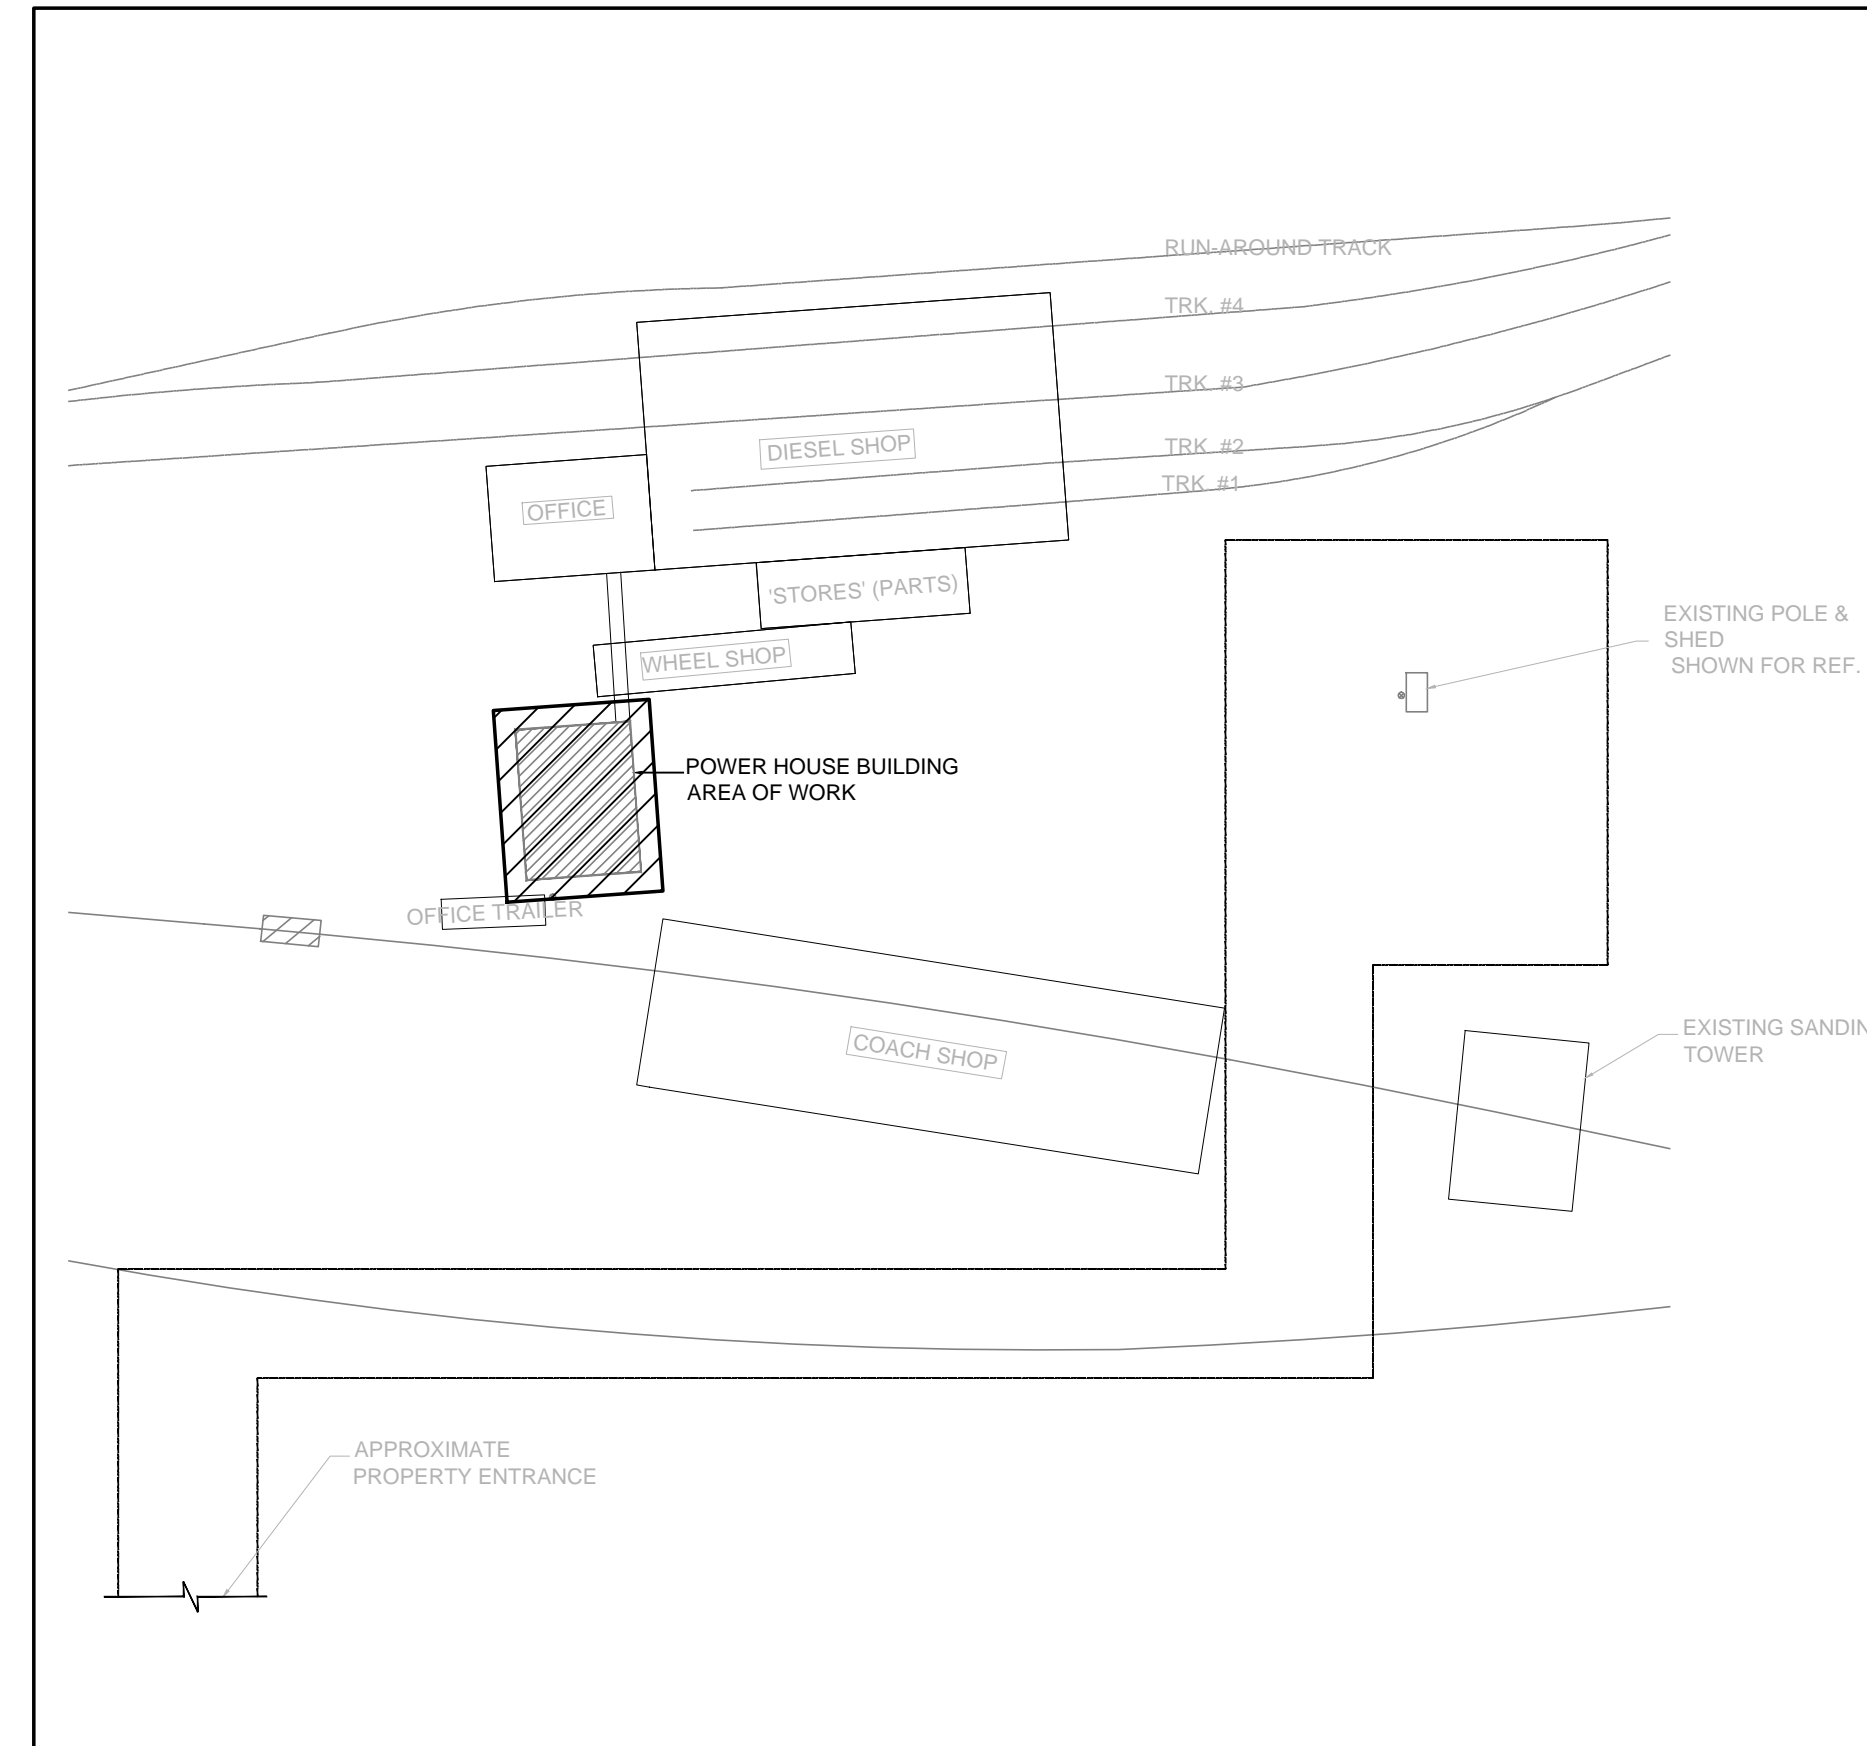 RUN-AROUND TRACK
TRK. #4
TRK. #3
DIESEL SHOP
TRK. #2
TRK. #1
OFFICE
'STORES' (PARTS)
EXISTING POLE &
SHED
SHOWN FOR REF.
WHEEL SHOP
POWER HOUSE BUILDING
AREA OF WORK
OFFICE TRAILER
COACH SHOP
EXISTING SANDIN
TOWER
APPROXIMATE
PROPERTY ENTRANCE